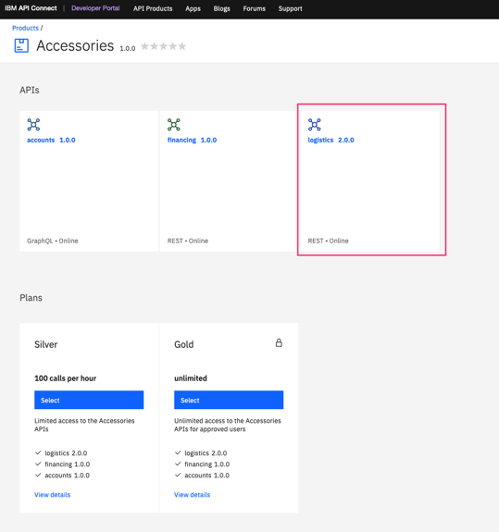 IBM API Connect | Developer Portal API Products Apps Blogs Forums Support
Products /
Accessories 1.0.0
APIs
accounts 1.0.0 financing 1.0.0 logistics 2.0.0
GraphQL • Online REST • Online REST • Online
Plans
Silver Gold
100 calls per hour unlimited
Select Select
Limited access to the Accessories Unlimited access to the Accessories
APIs APIs for approved users
logistics 2.0.0 logistics 2.0.0
financing 1.0.0 financing 1.0.0
accounts 1.0.0 accounts 1.0.0
View details View details